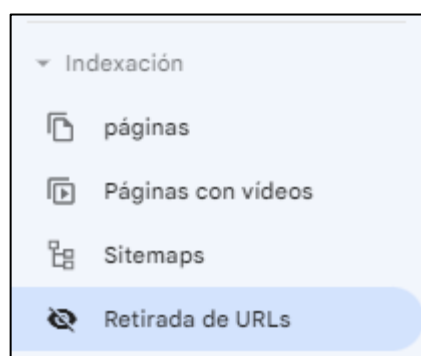 Indexación
páginas
Páginas con vídeos
Sitemaps
Retirada de URLs